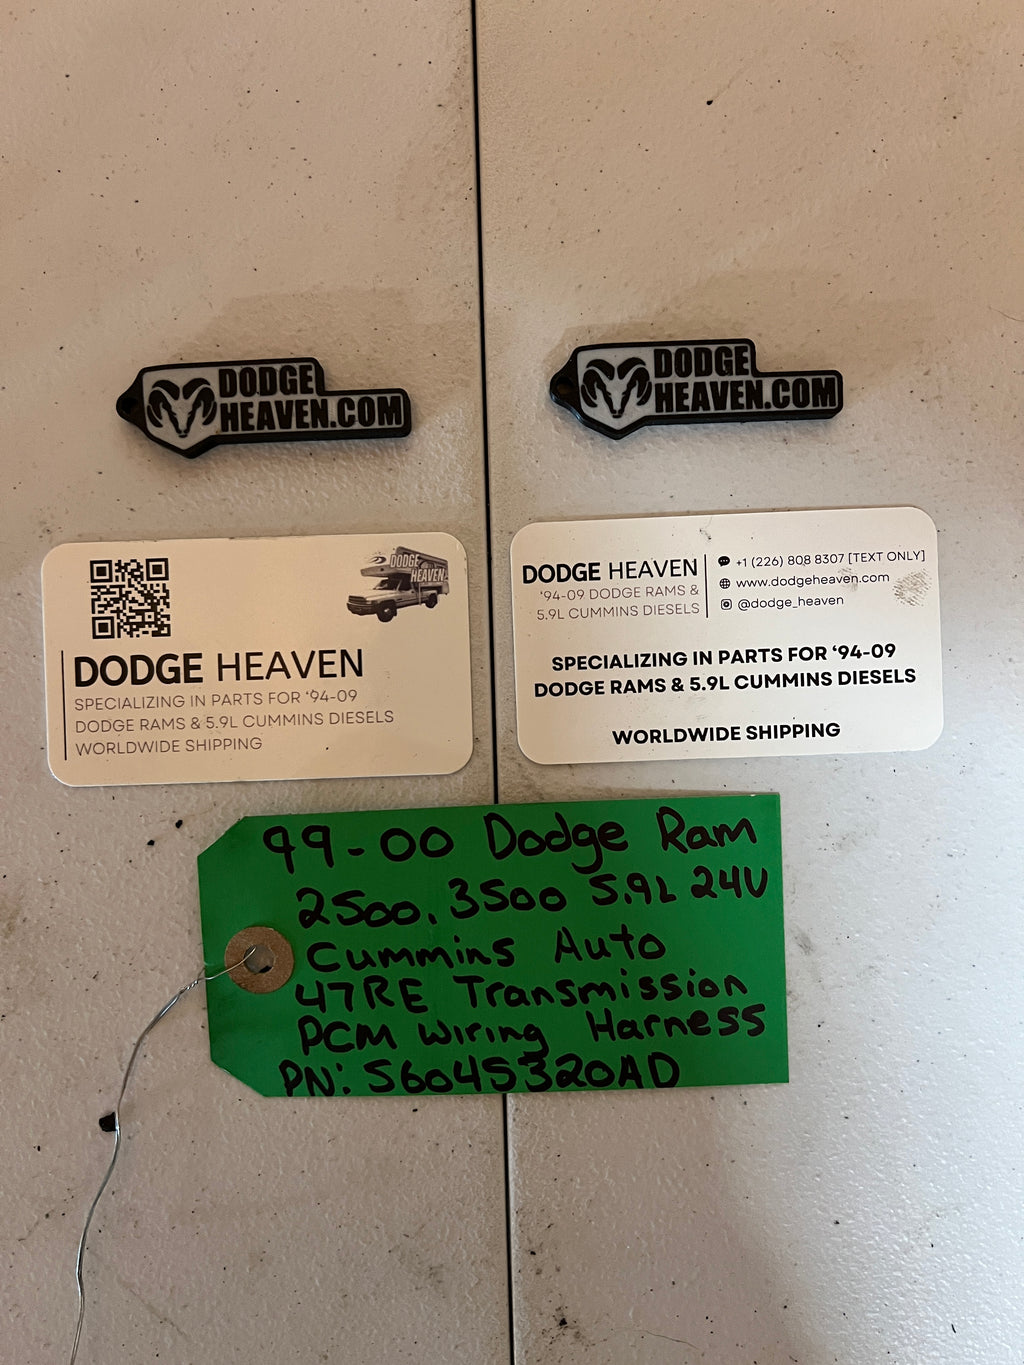 DODGE
HEAVEN.COM
DODGE
HEAVEN.COM
DODGE
HEAVEN
DODGE HEAVEN
SPECIALIZING IN PARTS FOR ‘94-09
DODGE RAMS & 5.9L CUMMINS DIESELS
WORLDWIDE SHIPPING
DODGE HEAVEN
‘94-09 DODGE RAMS &
5.9L CUMMINS DIESELS
+1 (226) 808 8307 [TEXT ONLY]
www.dodgeheaven.com
@dodge_heaven
SPECIALIZING IN PARTS FOR ‘94-09
DODGE RAMS & 5.9L CUMMINS DIESELS
WORLDWIDE SHIPPING
99-00 Dodge Ram
2500, 3500 5.9L 24V
Cummins Auto
47RE Transmission
PCM Wiring Harness
PN: 56045320AD